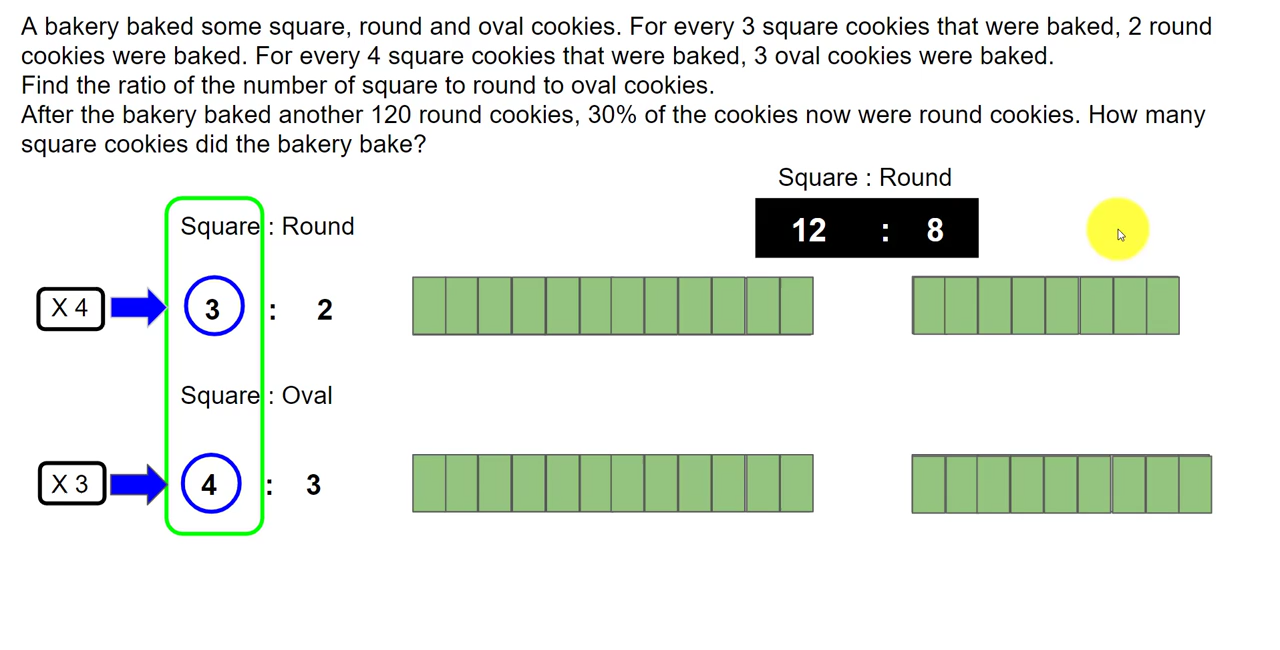 A bakery baked some square, round and oval cookies. For every 3 square cookies that were baked, 2 round
cookies were baked. For every 4 square cookies that were baked, 3 oval cookies were baked.
Find the ratio of the number of square to round to oval cookies.
After the bakery baked another 120 round cookies, 30% of the cookies now were round cookies. How many
square cookies did the bakery bake?
Square : Round
12 : 8
Square : Round
X 4
3 : 2
Square : Oval
X 3
4 : 3